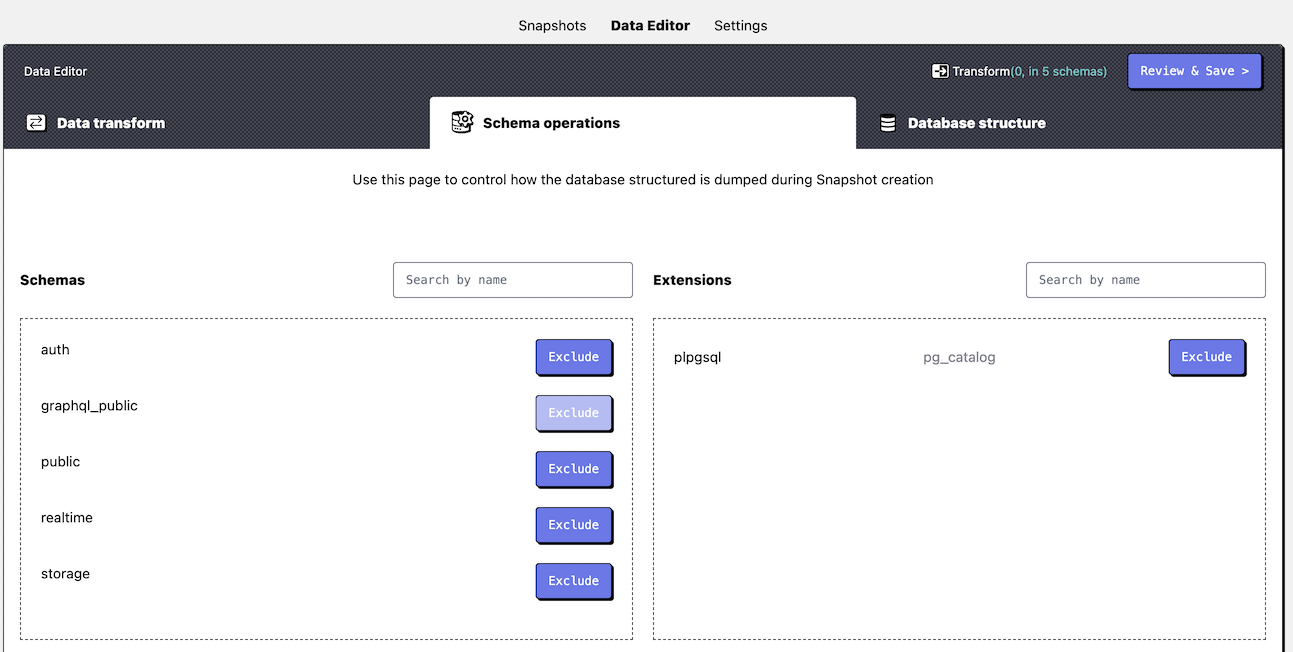 Snapshots Data Editor Settings
Data Editor Transform(0, in 5 schemas) Review & Save >
Data transform Schema operations Database structure
Use this page to control how the database structured is dumped during Snapshot creation
Schemas Search by name Extensions Search by name
auth Exclude plpgsql pg_catalog Exclude
graphql_public Exclude
public Exclude
realtime Exclude
storage Exclude